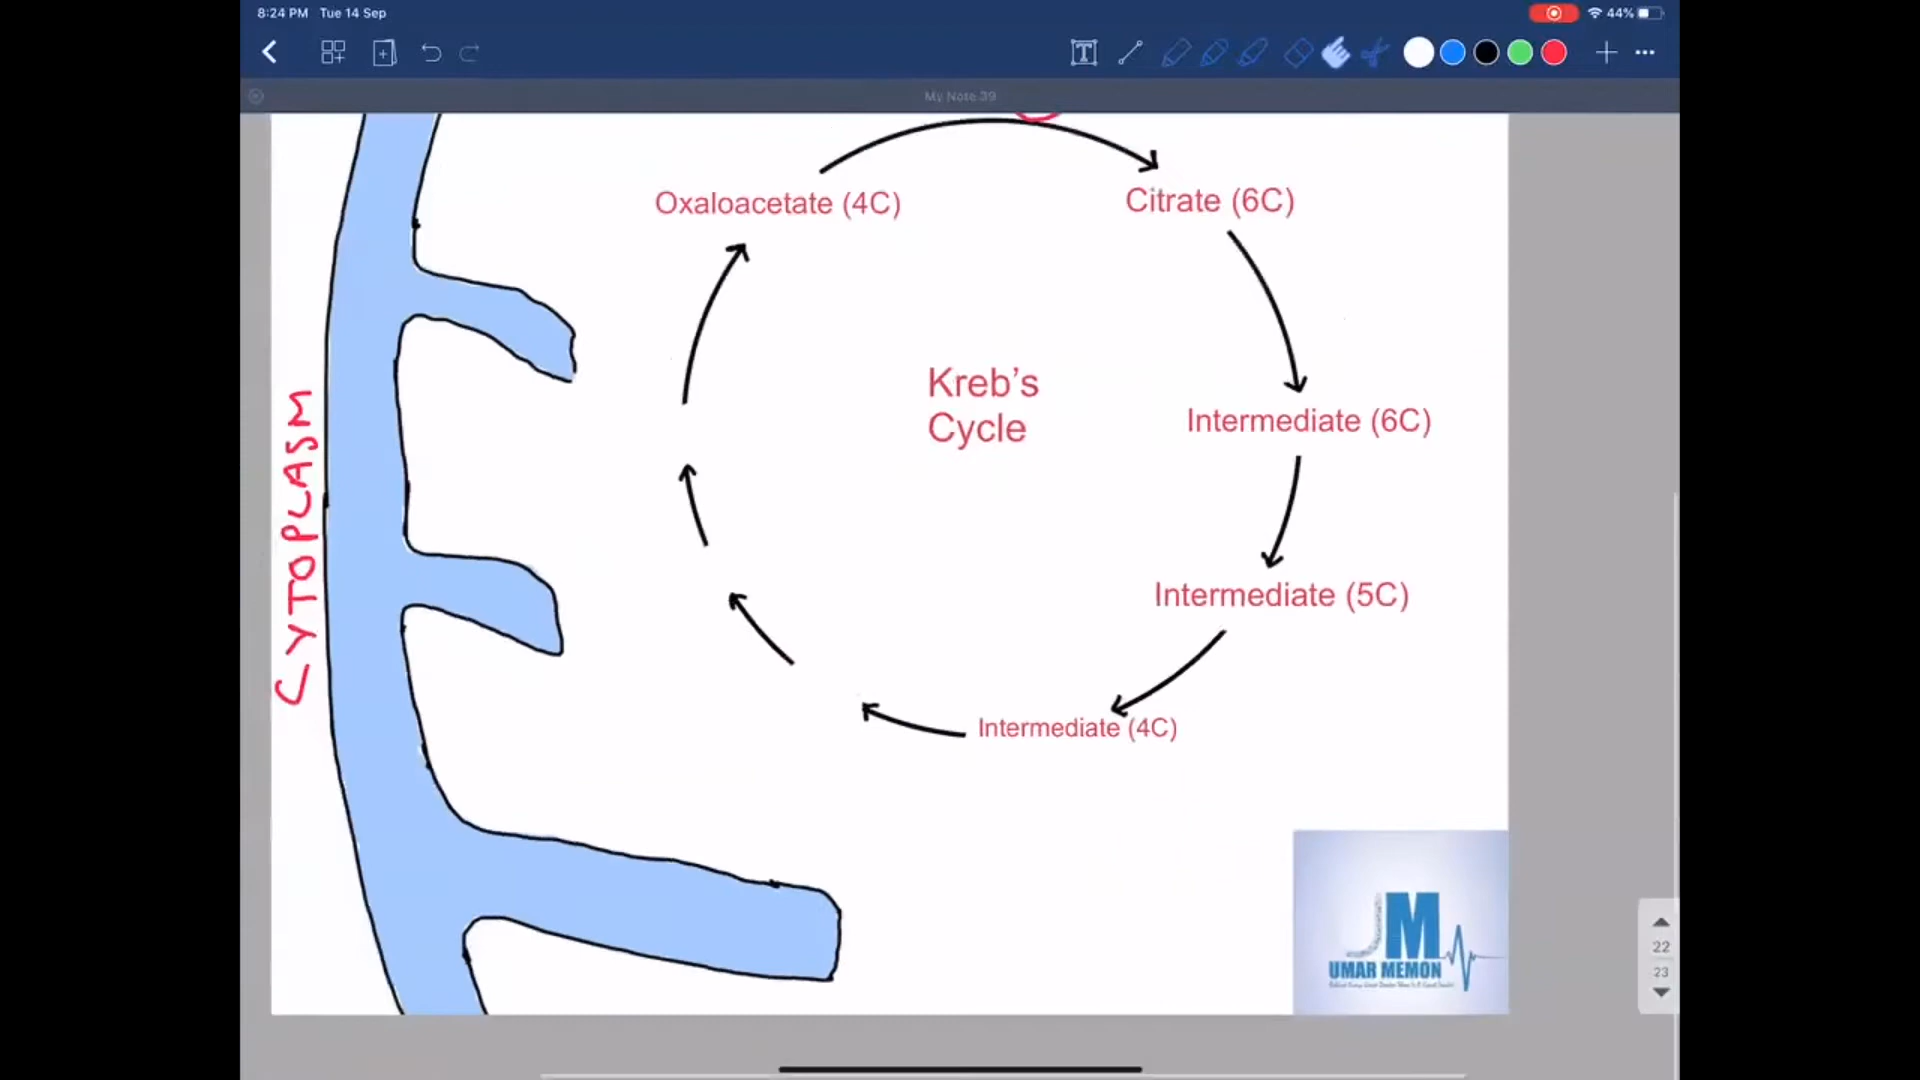 8:24 PM Tue 14 Sep
44%
T
My Note 39
Oxaloacetate (4C)
Citrate (6C)
Kreb’s
Cycle
Intermediate (6C)
CYTOPLASM
Intermediate (5C)
Intermediate (4C)
M
UMAR MEMON
22
23